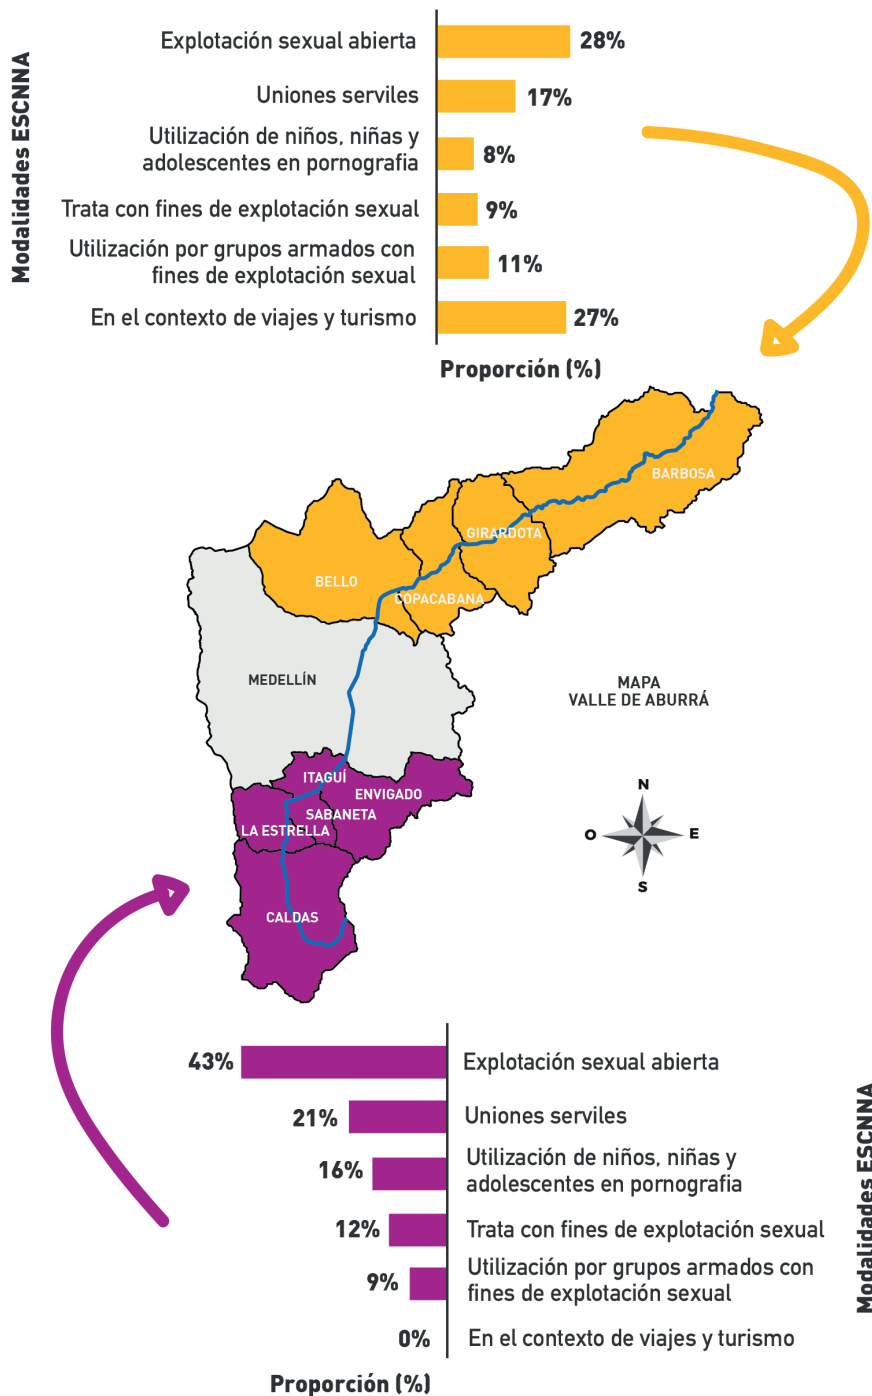 Modalidades ESCNNA
Explotación sexual abierta
28%
Uniones serviles
17%
Utilización de niños, niñas y
adolescentes en pornografia
8%
Trata con fines de explotación sexual
9%
Utilización por grupos armados con
fines de explotación sexual
11%
En el contexto de viajes y turismo
27%
Proporción (%)
BARBOSA
GIRARDOTA
BELLO
COPACABANA
MEDELLÍN
MAPA
VALLE DE ABURRÁ
ITAGUÍ
ENVIGADO
SABANETA
LA ESTRELLA
CALDAS
N
O
E
S
43%
Explotación sexual abierta
21%
Uniones serviles
16%
Utilización de niños, niñas y
adolescentes en pornografia
12%
Trata con fines de explotación sexual
9%
Utilización por grupos armados con
fines de explotación sexual
0%
En el contexto de viajes y turismo
Modalidades ESCNNA
Proporción (%)